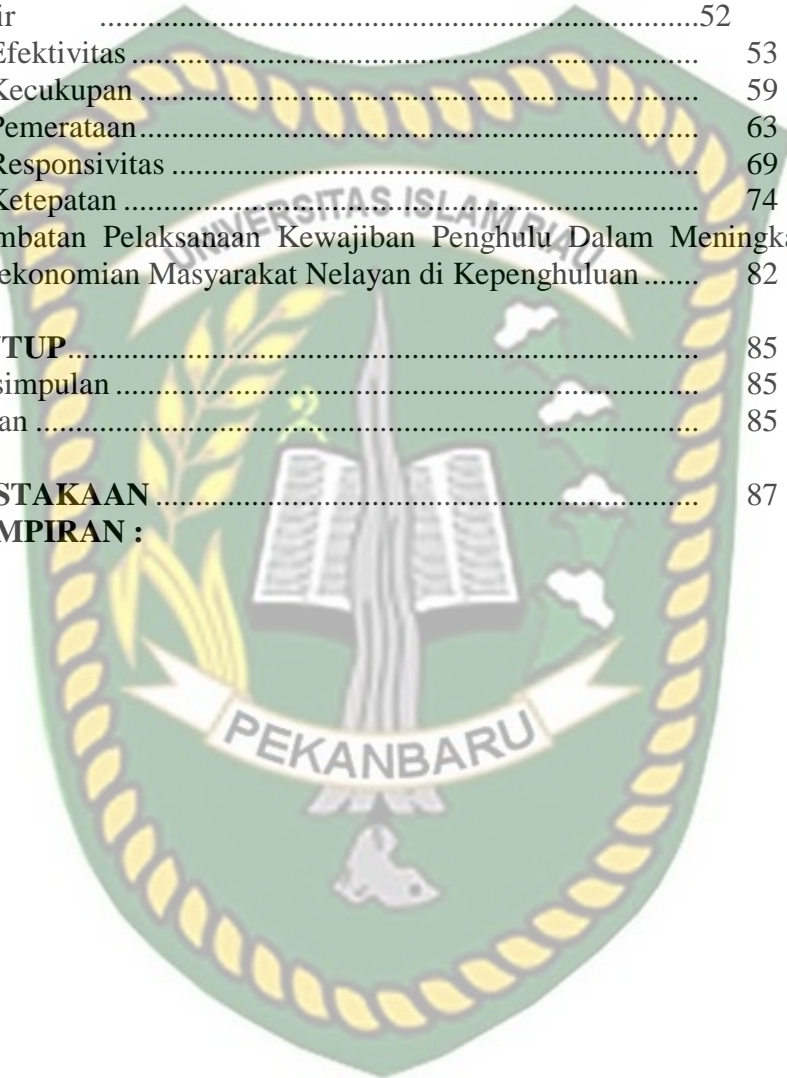 ir ........ 52
Efektivitas ........ 53
Kecukupan ........ 59
Pemerataan ........ 63
Responsivitas ........ 69
Ketepatan ........ 74
mbatan Pelaksanaan Kewajiban Penghulu Dalam Meningka
ekonomian Masyarakat Nelayan di Kepenghuluan ........ 82
TUP ........ 85
simpulan ........ 85
an ........ 85
STAKAAN ........ 87
MPIRAN :
UNIVERSITAS ISLAM RIAU
PEKANBARU